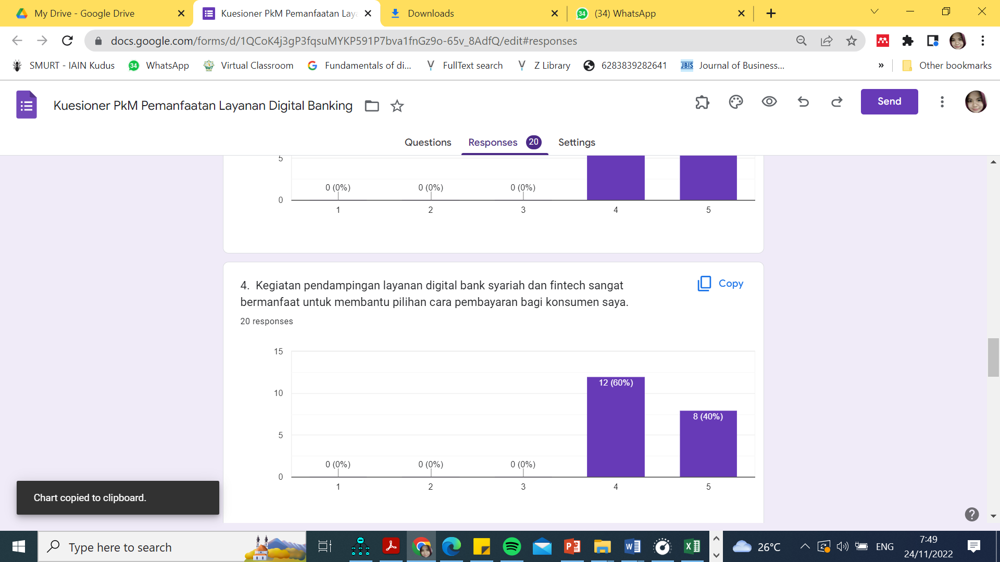 My Drive - Google Drive
Kuesioner PkM Pemanfaatan Lay
Downloads
34 (34) WhatsApp
docs.google.com/forms/d/1QCoK4j3gP3fqsuMYKP591P7bva1fnGz9o-65v_8AdfQ/edit#responses
SMURT - IAIN Kudus
34 WhatsApp
Virtual Classroom
Fundamentals of di...
FullText search
Z Library
6283839282641
JBIS Journal of Business...
»
Other bookmarks
Kuesioner PkM Pemanfaatan Layanan Digital Banking
Send
Questions
Responses 20
Settings
5
0 (0%) 0 (0%) 0 (0%)
0
1 2 3 4 5
4. Kegiatan pendampingan layanan digital bank syariah dan fintech sangat
bermanfaat untuk membantu pilihan cara pembayaran bagi konsumen saya.
Copy
20 responses
15
12 (60%)
10
8 (40%)
5
0 (0%) 0 (0%) 0 (0%)
0
1 2 3 4 5
Chart copied to clipboard.
Type here to search
26°C
ENG
7:49
24/11/2022